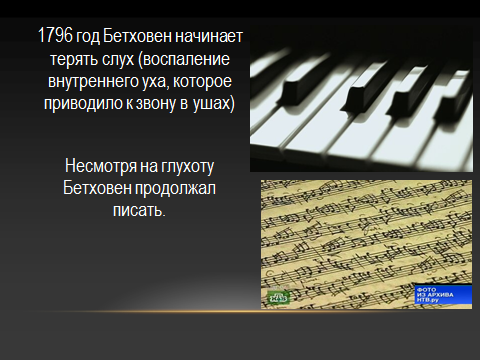 1796 год Бетховен начинает
терять слух (воспаление
внутреннего уха, которое
приводило к звону в ушах)
Несмотря на глухоту
Бетховен продолжал
писать.
ФОТО
ИЗ АРХИВА
НТВ.ру